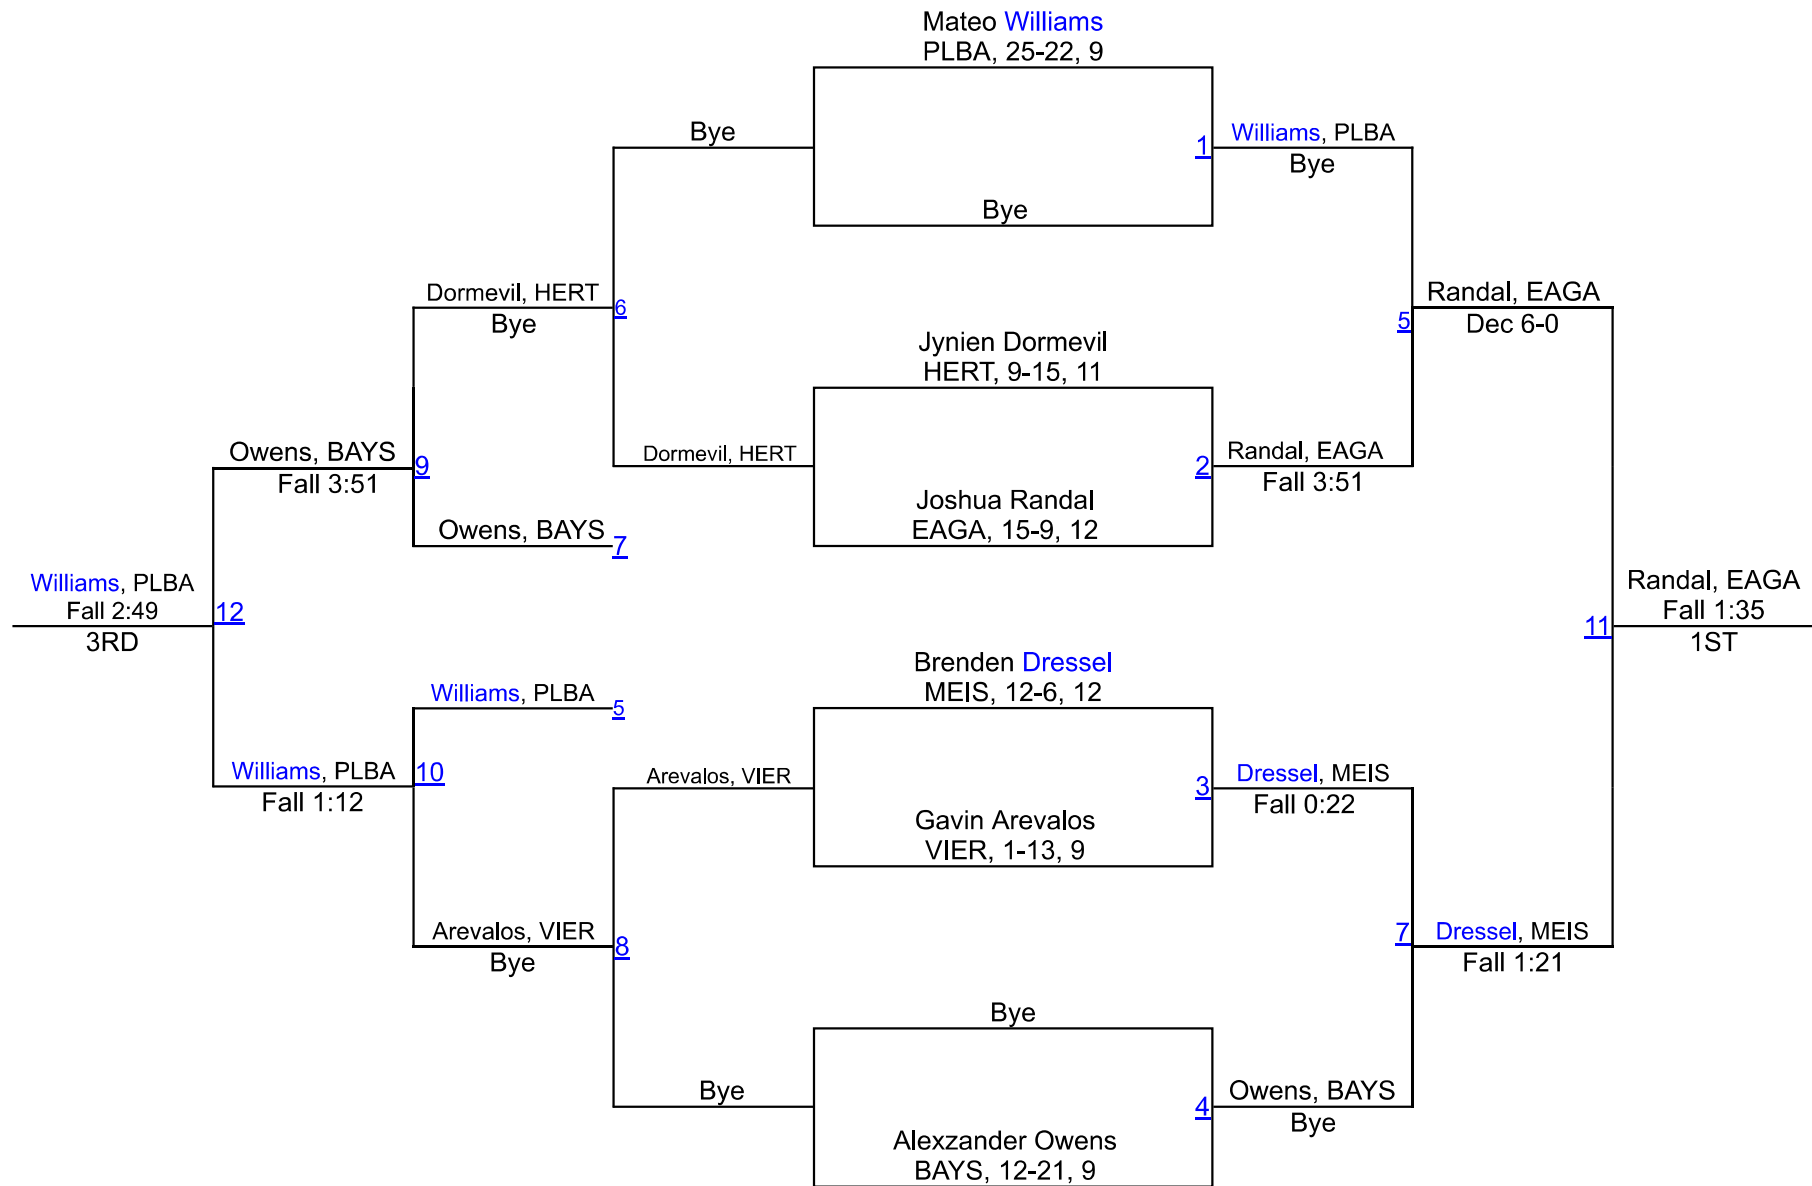 Mateo Williams
PLBA, 25-22, 9
Bye
1
Williams, PLBA
Bye
Bye
Dormevil, HERT
Bye
6
Randal, EAGA
Dec 6-0
5
Jynien Dormevil
HERT, 9-15, 11
Owens, BAYS
Fall 3:51
9
Dormevil, HERT
2
Randal, EAGA
Fall 3:51
Joshua Randal
EAGA, 15-9, 12
Owens, BAYS
7
Williams, PLBA
Fall 2:49
3RD
12
Randal, EAGA
Fall 1:35
1ST
11
Brenden Dressel
MEIS, 12-6, 12
Williams, PLBA
5
Williams, PLBA
Fall 1:12
10
Arevalos, VIER
3
Dressel, MEIS
Fall 0:22
Gavin Arevalos
VIER, 1-13, 9
Arevalos, VIER
Bye
8
7
Dressel, MEIS
Fall 1:21
Bye
Bye
4
Owens, BAYS
Bye
Alexzander Owens
BAYS, 12-21, 9